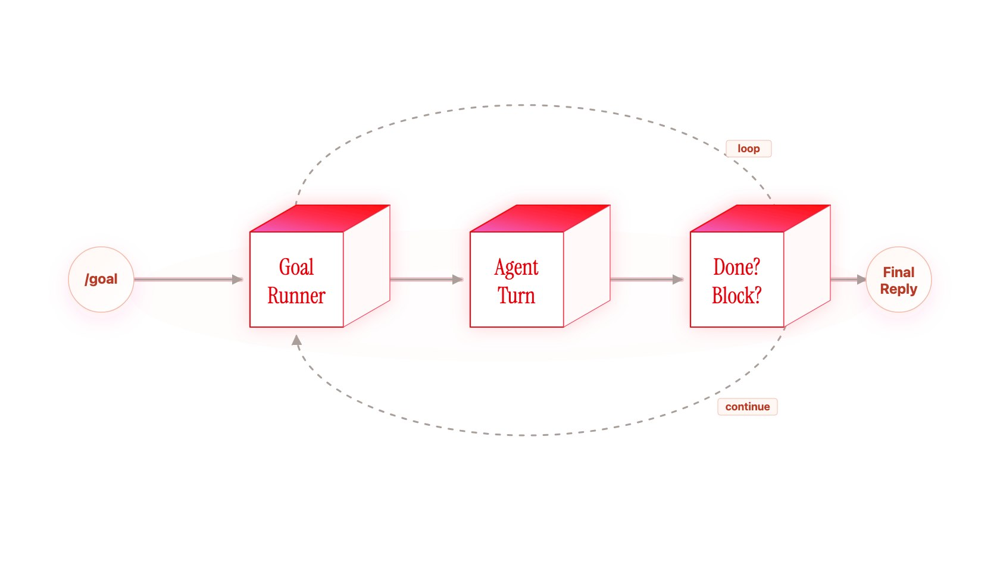 loop
/goal
Goal
Runner
Agent
Turn
Done?
Block?
Final
Reply
continue